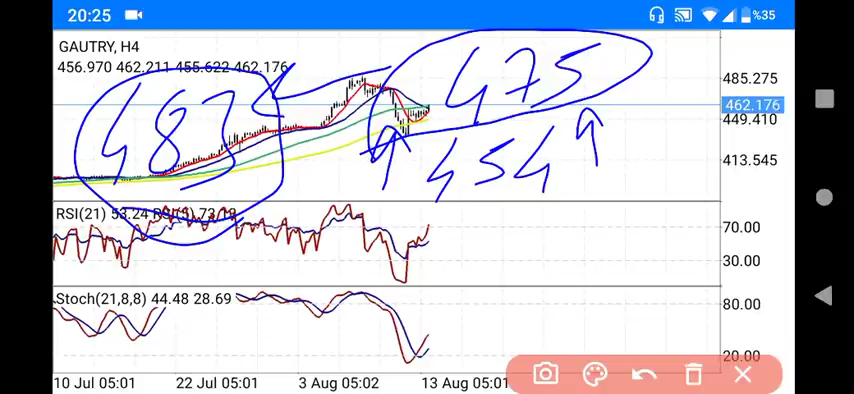 20:25 %35
GAUTRY, H4
456.970 462.211 455.622 462.176
475
483
454
485.275
462.176
449.410
413.545
RSI(21) 53.24 RSI(5) 73.12
70.00
30.00
Stoch(21,8,8) 44.48 28.69
80.00
20.00
10 Jul 05:01 22 Jul 05:01 3 Aug 05:02 13 Aug 05:01